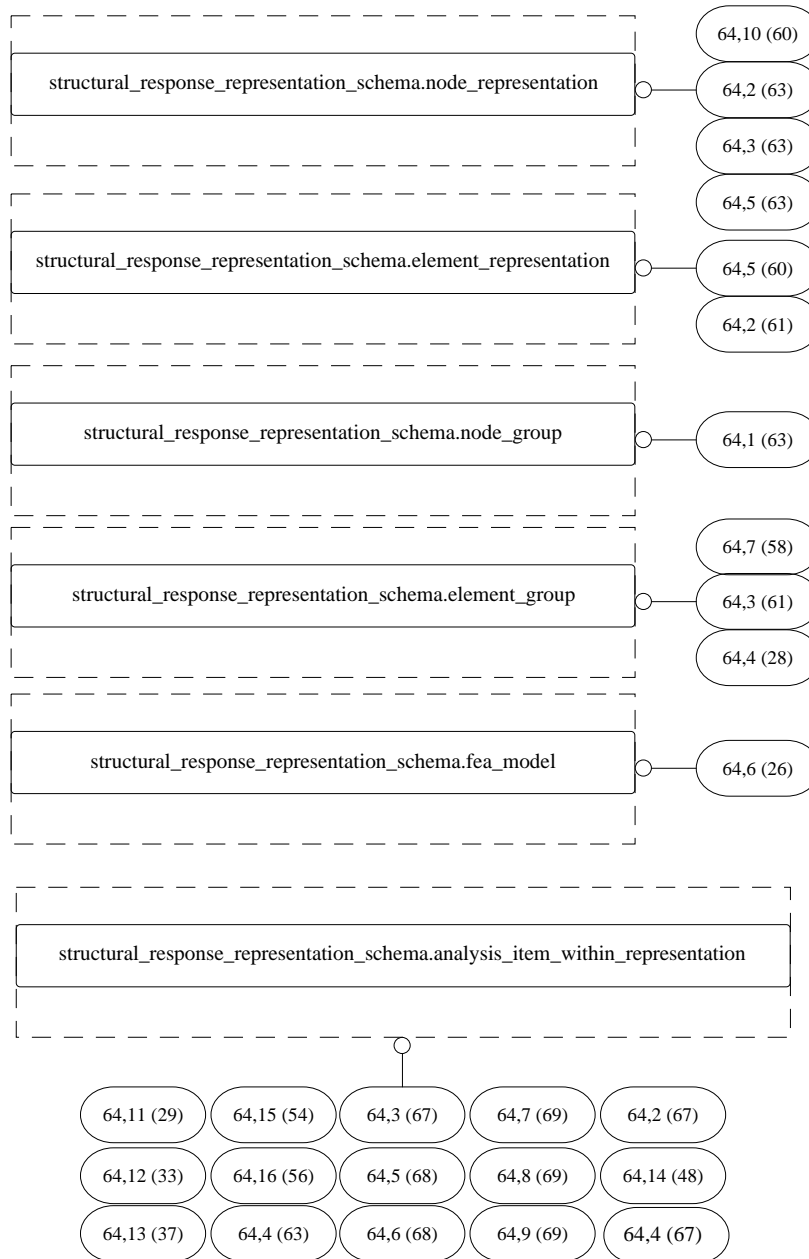 64,10 (60)
structural_response_representation_schema.node_representation
64,2 (63)
64,3 (63)
64,5 (63)
structural_response_representation_schema.element_representation
64,5 (60)
64,2 (61)
structural_response_representation_schema.node_group
64,1 (63)
64,7 (58)
structural_response_representation_schema.element_group
64,3 (61)
64,4 (28)
structural_response_representation_schema.fea_model
64,6 (26)
structural_response_representation_schema.analysis_item_within_representation
64,11 (29) 64,15 (54) 64,3 (67) 64,7 (69) 64,2 (67)
64,12 (33) 64,16 (56) 64,5 (68) 64,8 (69) 64,14 (48)
64,13 (37) 64,4 (63) 64,6 (68) 64,9 (69) 64,4 (67)